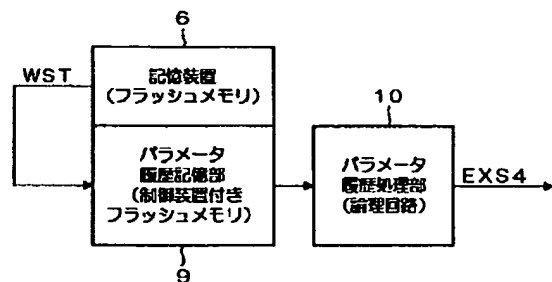 6
WST
記憶装置
(フラッシュメモリ)
10
パラメータ
履歴記憶部
(制御装置付き
フラッシュメモリ)
パラメータ
履歴処理部
(論理回路)
EXS4
9